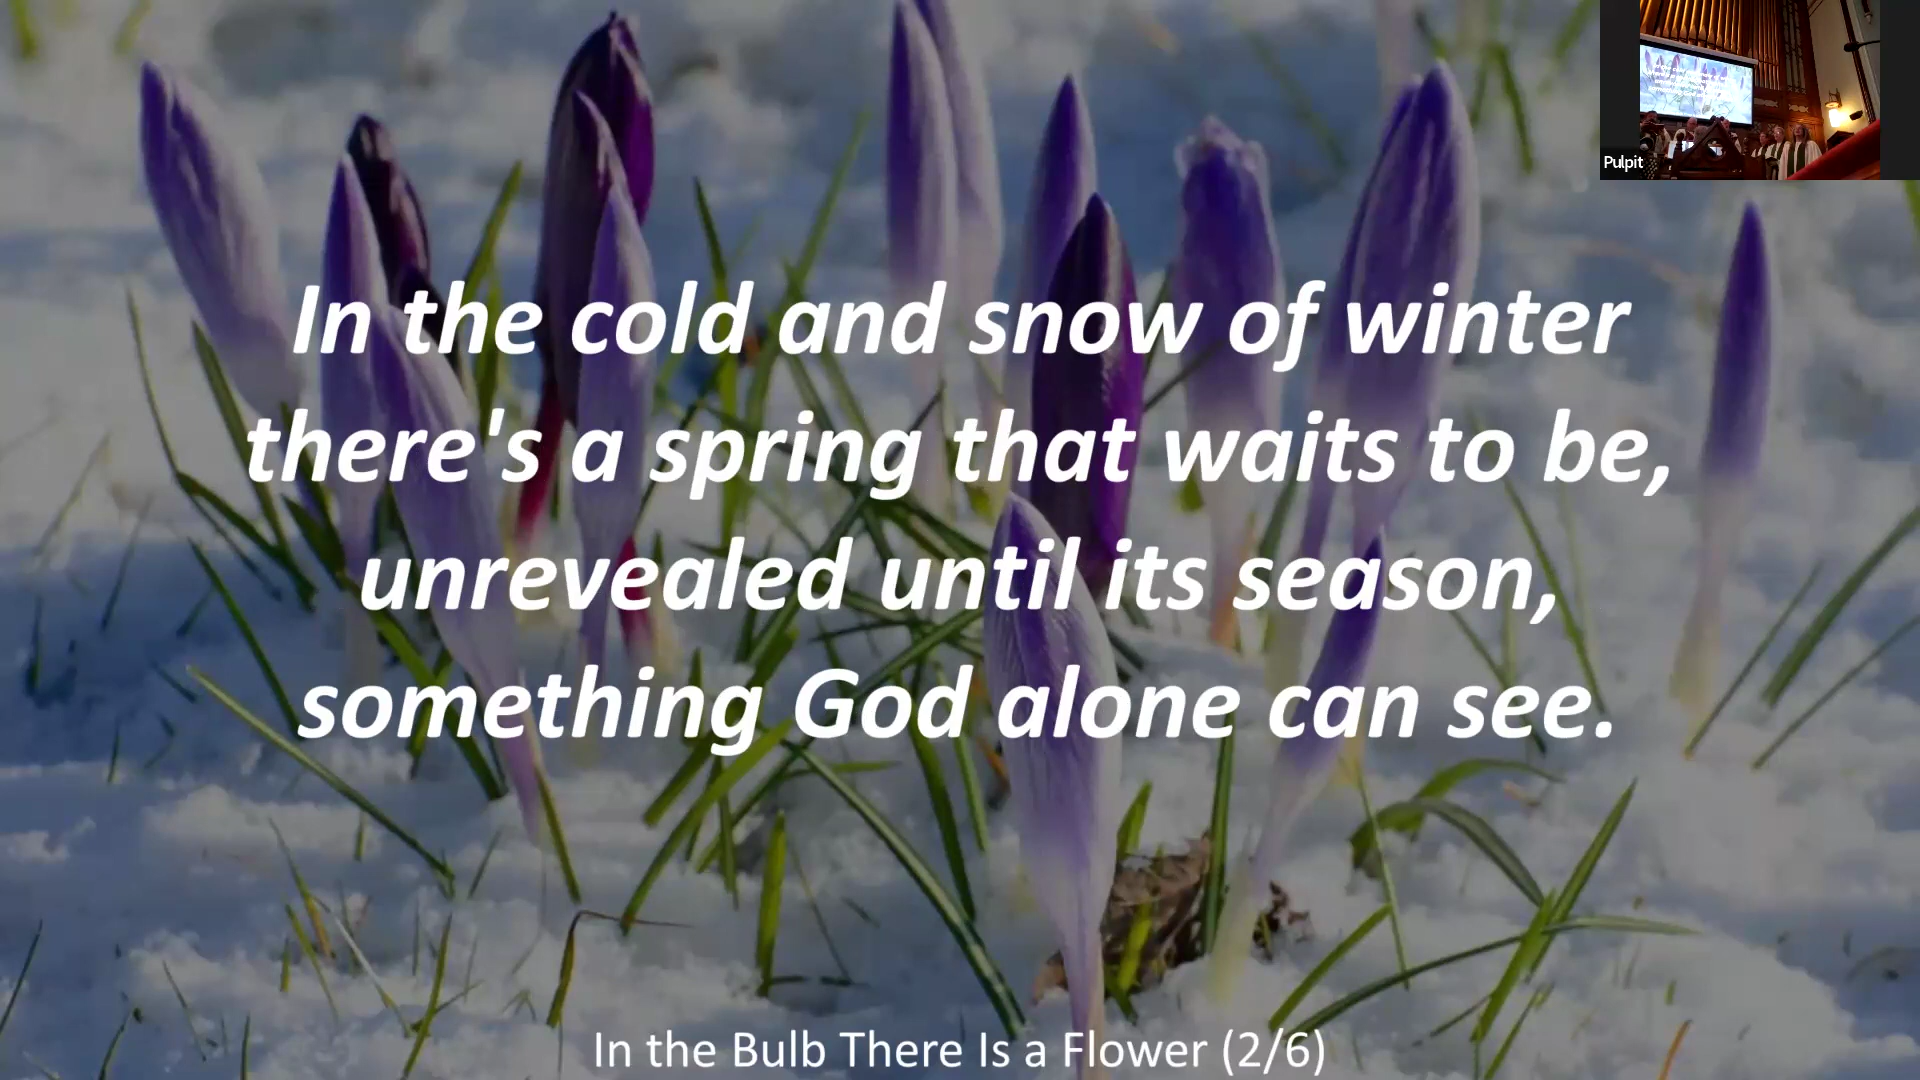 Pulpit
In the cold and snow of winter
there's a spring that waits to be,
unrevealed until its season,
something God alone can see.
In the Bulb There Is a Flower (2/6)